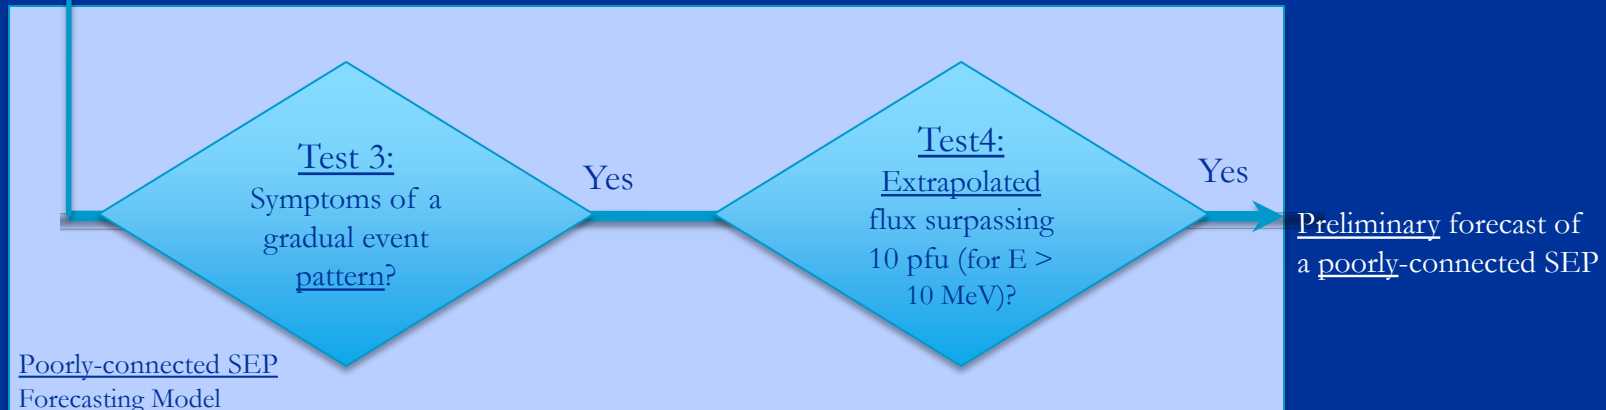 Test 3:
Symptoms of a
gradual event
pattern?
Yes
Test4:
Extrapolated
flux surpassing
10 pfu (for E >
10 MeV)?
Yes
Preliminary forecast of
a poorly-connected SEP
Poorly-connected SEP
Forecasting Model